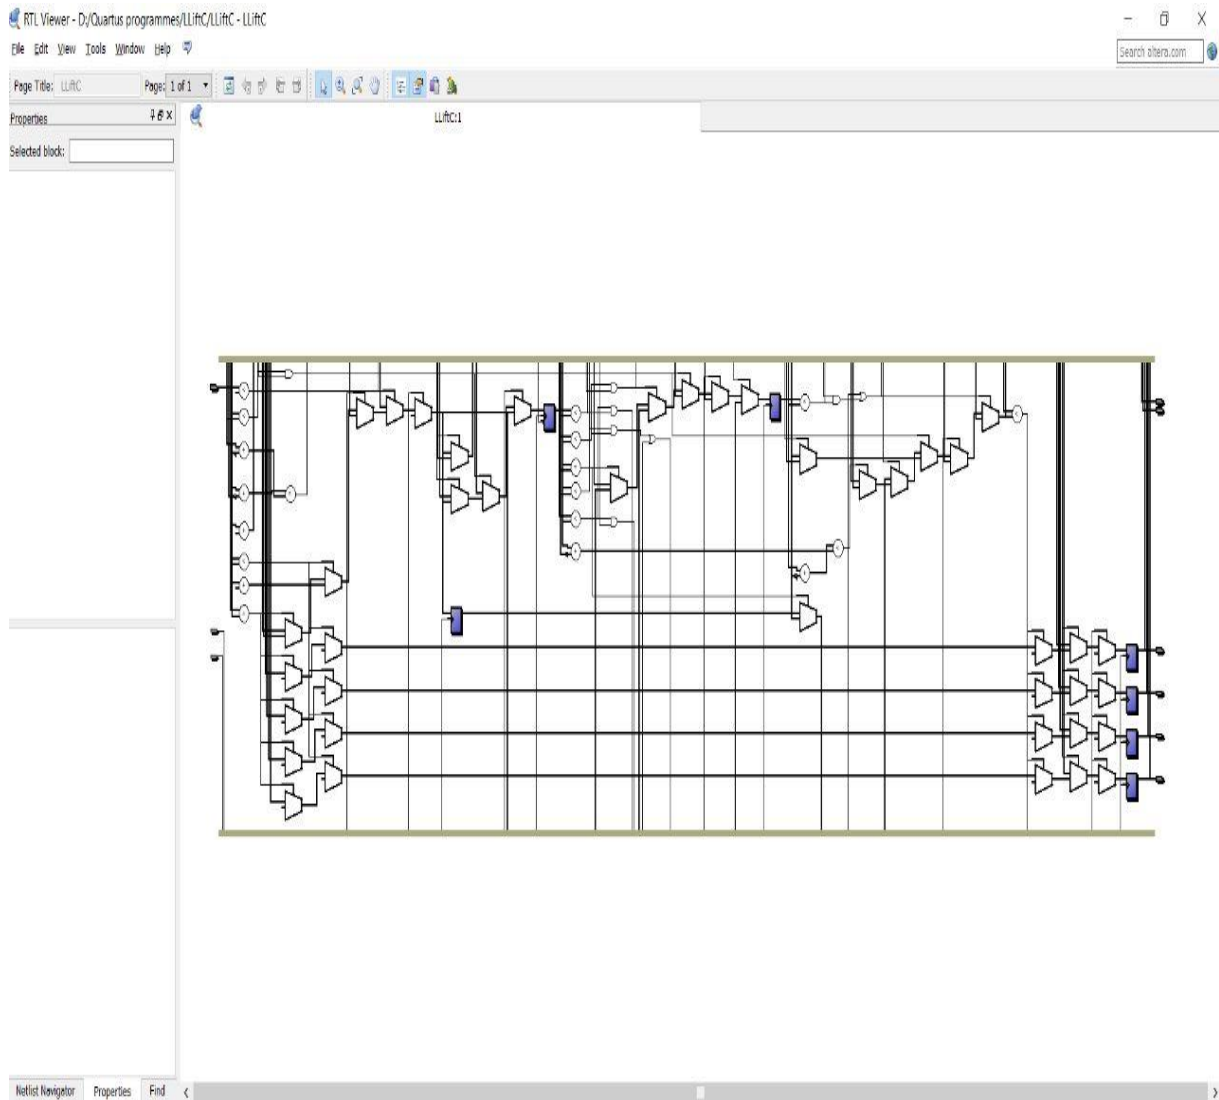 RTL Viewer - D:/Quartus programmes/LLiftC/LLiftC - LLiftC
File Edit View Tools Window Help
Search altera.com
Page Title: LLiftC Page: 1 of 1
Properties
LLiftC:1
Selected block:
Netlist Navigator Properties Find